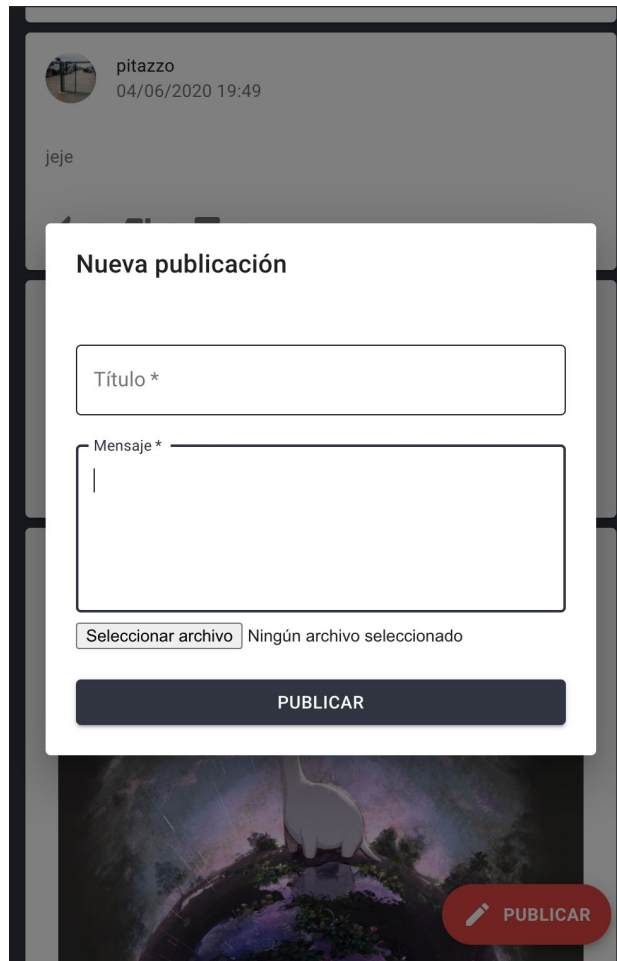 pitazzo
04/06/2020 19:49
jeje
Nueva publicación
Título *
Mensaje *
Seleccionar archivo Ningún archivo seleccionado
PUBLICAR
PUBLICAR